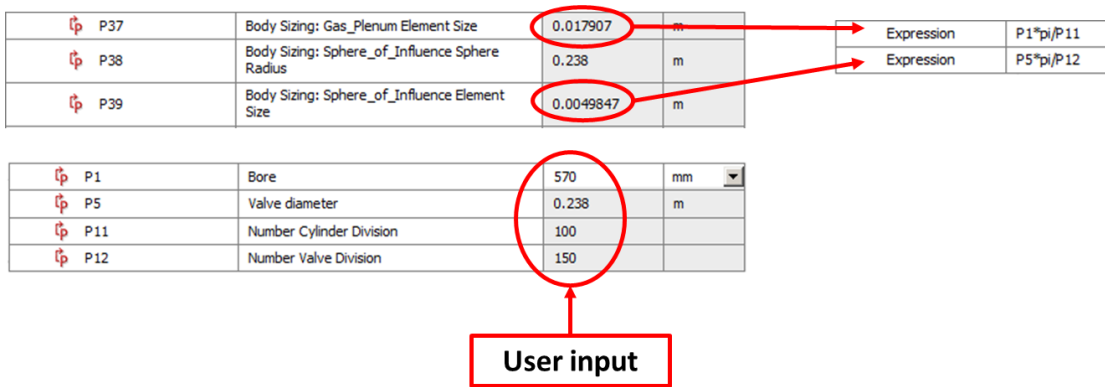 P37 Body Sizing: Gas_Plenum Element Size 0.017907 m
Expression P1*pi/P11
P38 Body Sizing: Sphere_of_Influence Sphere
Radius 0.238 m
Expression P5*pi/P12
P39 Body Sizing: Sphere_of_Influence Element
Size 0.0049847 m
P1 Bore 570 mm
P5 Valve diameter 0.238 m
P11 Number Cylinder Division 100
P12 Number Valve Division 150
User input